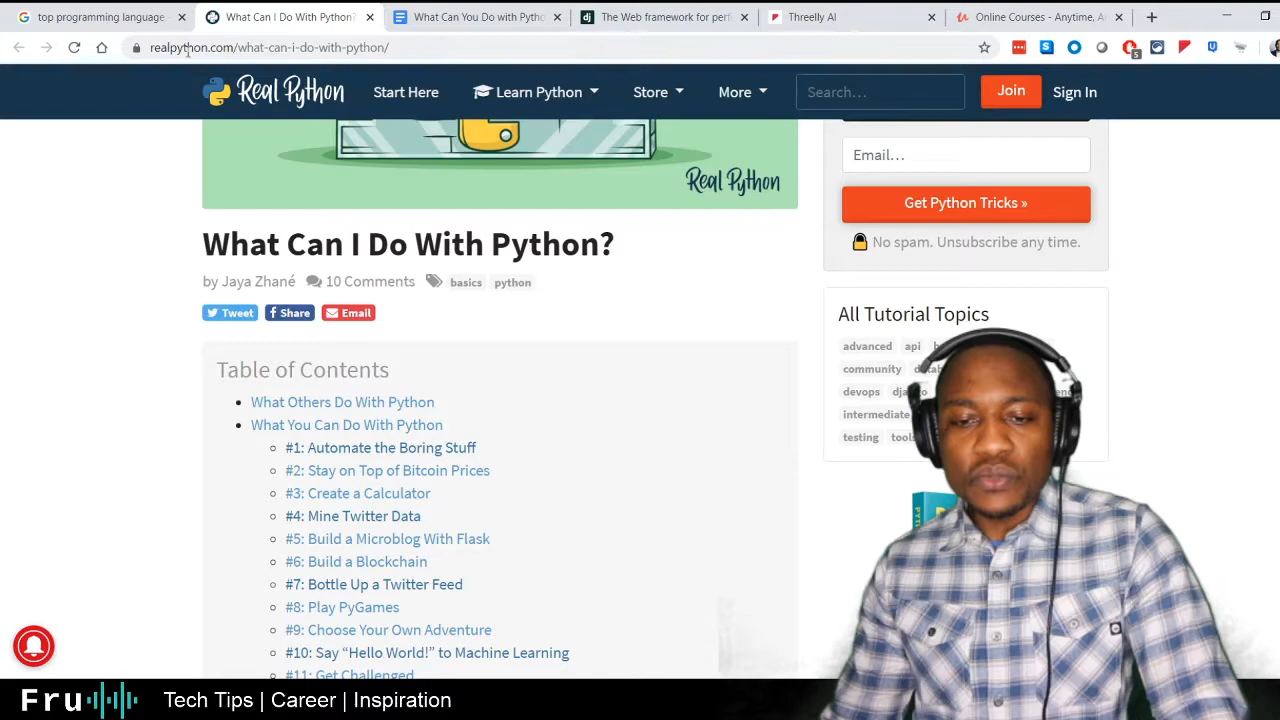 top programming language
What Can I Do With Python?
What Can You Do with Python
The Web framework for perf
Threelly AI
Online Courses - Anytime, A
realpython.com/what-can-i-do-with-python/
5
Real Python
Start Here
Learn Python
Store
More
Search...
Join
Sign In
Real Python
Email...
Get Python Tricks »
No spam. Unsubscribe any time.
What Can I Do With Python?
by Jaya Zhané
10 Comments
basics
python
Tweet
Share
Email
All Tutorial Topics
advanced
api
community
devops
intermediate
testing
Table of Contents
What Others Do With Python
What You Can Do With Python
#1: Automate the Boring Stuff
#2: Stay on Top of Bitcoin Prices
#3: Create a Calculator
#4: Mine Twitter Data
#5: Build a Microblog With Flask
#6: Build a Blockchain
#7: Bottle Up a Twitter Feed
#8: Play PyGames
#9: Choose Your Own Adventure
#10: Say “Hello World!” to Machine Learning
#11: Get Challenged
Fru
Tech Tips | Career | Inspiration